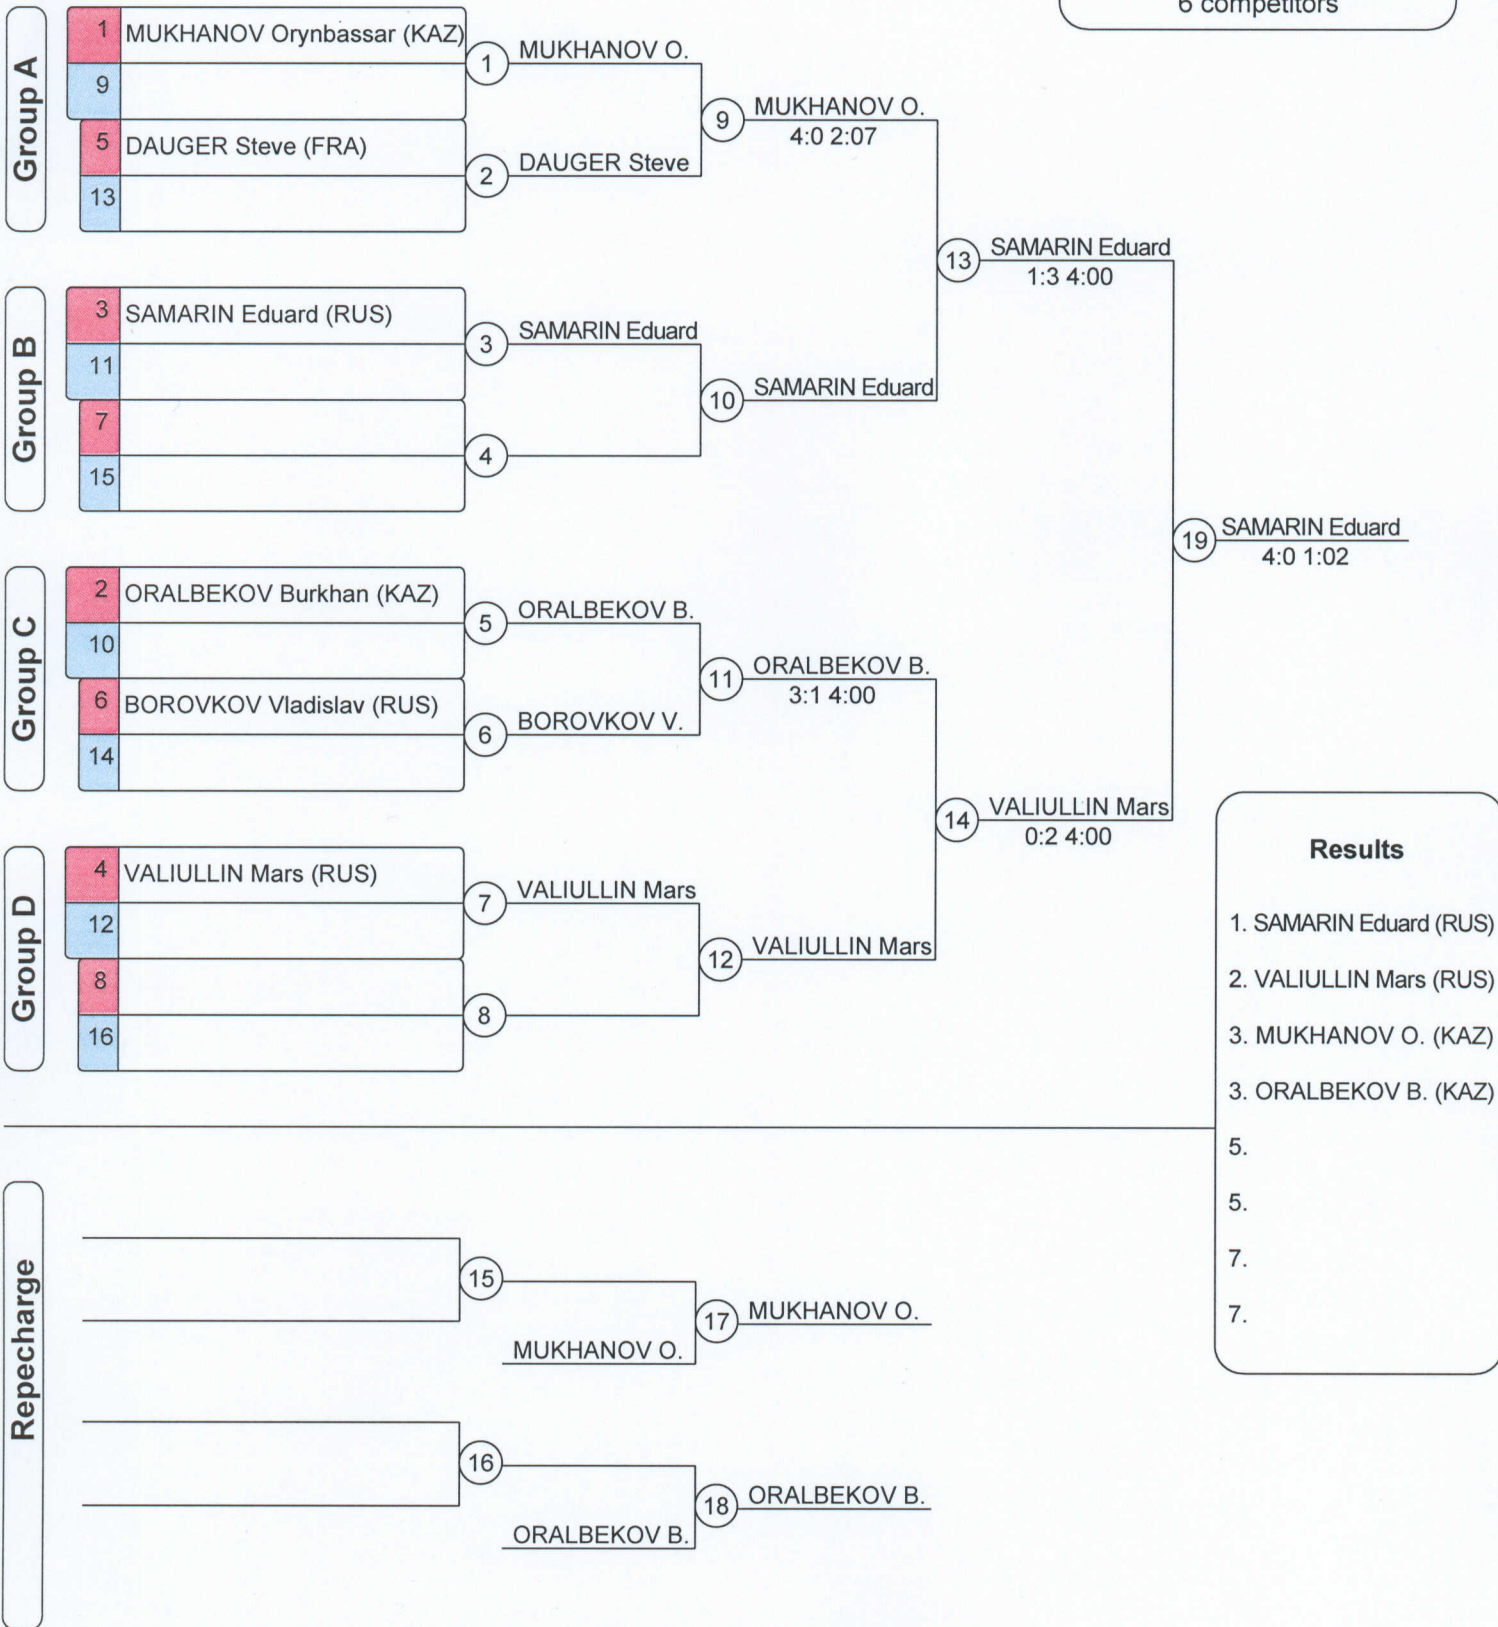 6 competitors
Group A
1 MUKHANOV Orynbassar (KAZ)
9
5 DAUGER Steve (FRA)
13
1 MUKHANOV O.
2 DAUGER Steve
9 MUKHANOV O.
4:0 2:07
Group B
3 SAMARIN Eduard (RUS)
11
7
15
3 SAMARIN Eduard
4
10 SAMARIN Eduard
13 SAMARIN Eduard
1:3 4:00
Group C
2 ORALBEKOV Burkhan (KAZ)
10
6 BOROVKOV Vladislav (RUS)
14
5 ORALBEKOV B.
6 BOROVKOV V.
11 ORALBEKOV B.
3:1 4:00
Group D
4 VALIULLIN Mars (RUS)
12
8
16
7 VALIULLIN Mars
8
12 VALIULLIN Mars
14 VALIULLIN Mars
0:2 4:00
19 SAMARIN Eduard
4:0 1:02
Results
1. SAMARIN Eduard (RUS)
2. VALIULLIN Mars (RUS)
3. MUKHANOV O. (KAZ)
3. ORALBEKOV B. (KAZ)
5.
5.
7.
7.
Repecharge
15
MUKHANOV O.
17 MUKHANOV O.
16
ORALBEKOV B.
18 ORALBEKOV B.